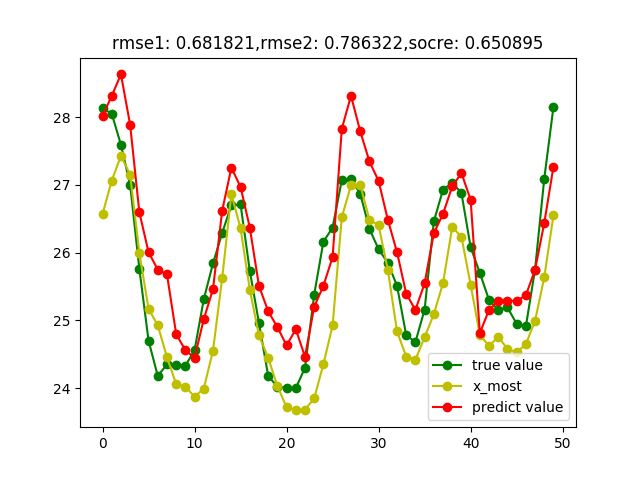 rmse1: 0.681821,rmse2: 0.786322,socre: 0.650895
28
27
26
25
24
0 10 20 30 40 50
true value
x_most
predict value